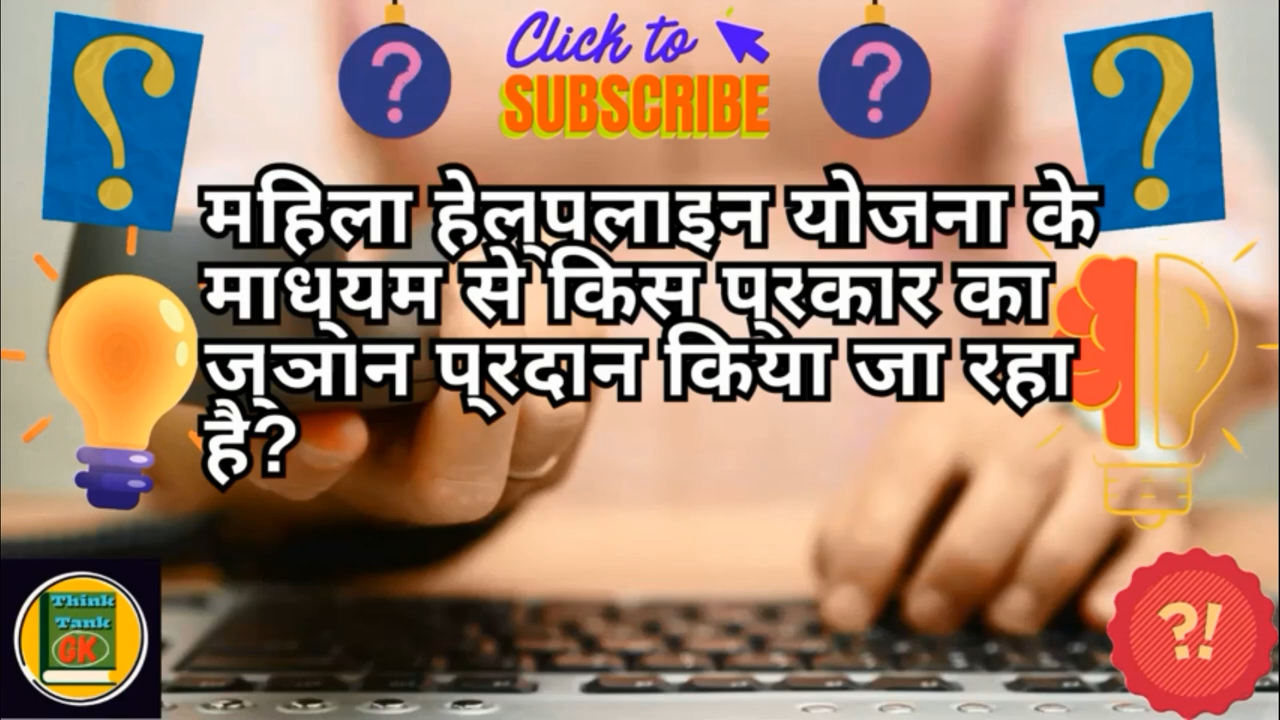 Click to
SUBSCRIBE
महिला हेल्पलाइन योजना के
माध्यम से किस प्रकार का
ज्ञान प्रदान किया जा रहा
है?
Think
Tank
GK